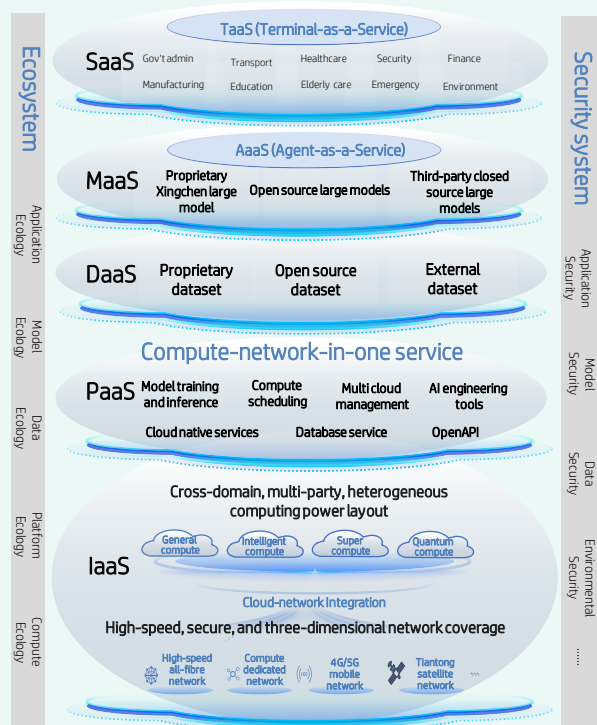 Ecosystem
Application
Ecology
Model
Ecology
Data
Ecology
Platform
Ecology
Compute
Ecology
TaaS (Terminal-as-a-Service)
SaaS
Gov't admin
Transport
Healthcare
Security
Finance
Manufacturing
Education
Elderly care
Emergency
Environment
AaaS (Agent-as-a-Service)
MaaS
Proprietary
Xingchen large
model
Open source large models
Third-party closed
source large
models
DaaS
Proprietary
dataset
Open source
dataset
External
dataset
Compute-network-in-one service
PaaS
Model training
and inference
Compute
scheduling
Multi cloud
management
AI engineering
tools
Cloud native services
Database service
OpenAPI
Cross-domain, multi-party, heterogeneous
computing power layout
General
compute
Intelligent
compute
Super
compute
Quantum
compute
IaaS
Cloud-network Integration
High-speed, secure, and three-dimensional network coverage
High-speed
all-fibre
network
Compute
dedicated
network
4G/5G
mobile
network
Tiantong
satellite
network
...
Security system
Application
Security
Model
Security
Data
Security
Environmental
Security
......